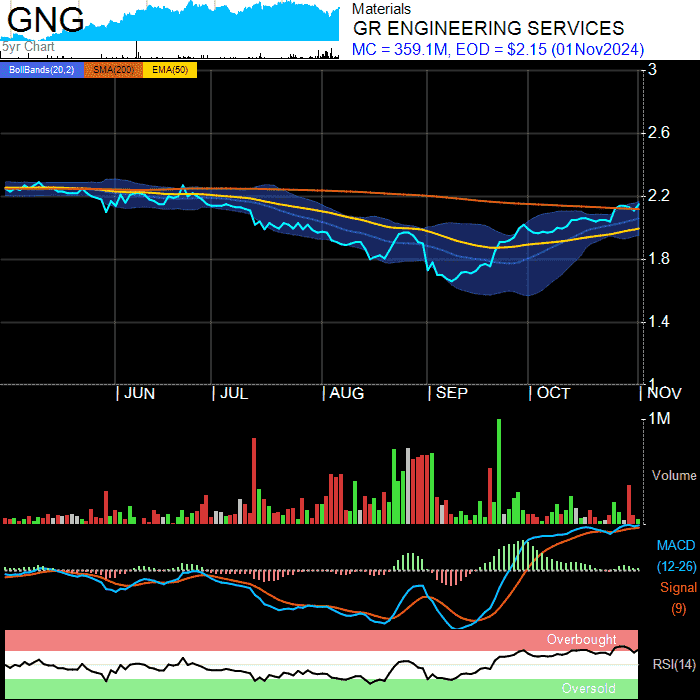 GNG
5yr Chart
Materials
GR ENGINEERING SERVICES
MC = 359.1M, EOD = $2.15 (01Nov2024)
BollBands(20,2) SMA(200) EMA(50)
3
2.6
2.2
1.8
1.4
1
| JUN | JUL | AUG | SEP | OCT | NOV
1M
Volume
MACD
(12-26)
Signal
(9)
Overbought
RSI(14)
Oversold